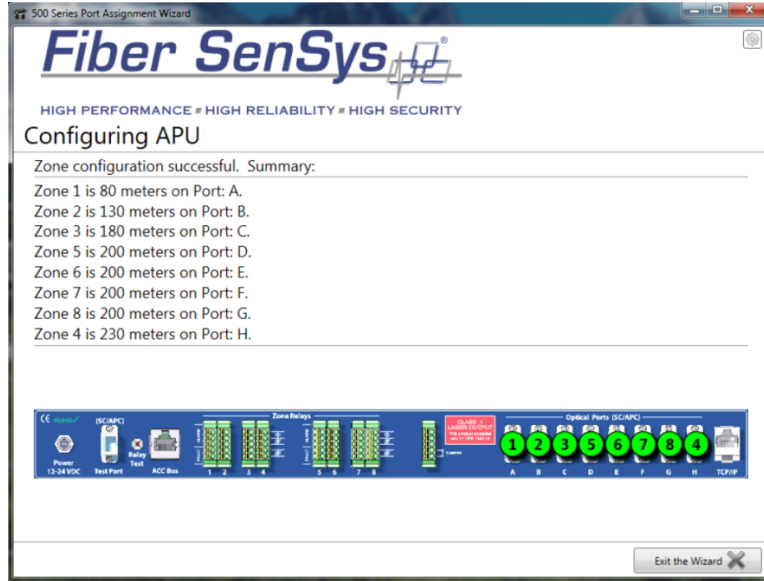 500 Series Port Assignment Wizard
Fiber SenSys®
HIGH PERFORMANCE HIGH RELIABILITY HIGH SECURITY
Configuring APU
Zone configuration successful. Summary:
Zone 1 is 80 meters on Port: A.
Zone 2 is 130 meters on Port: B.
Zone 3 is 180 meters on Port: C.
Zone 5 is 200 meters on Port: D.
Zone 6 is 200 meters on Port: E.
Zone 7 is 200 meters on Port: F.
Zone 8 is 200 meters on Port: G.
Zone 4 is 230 meters on Port: H.
CE RoHS✓ (SC/APC) Zone Relays CLASS 1 Optical Ports (SC/APC)
LASER OUTPUT
1 2 3 5 6 7 8 4
Relay
Test
Power
12-24 VDC Test Port ACC Bus 1 2 3 4 5 6 7 8 A B C D E F G H TCP/IP
Exit the Wizard